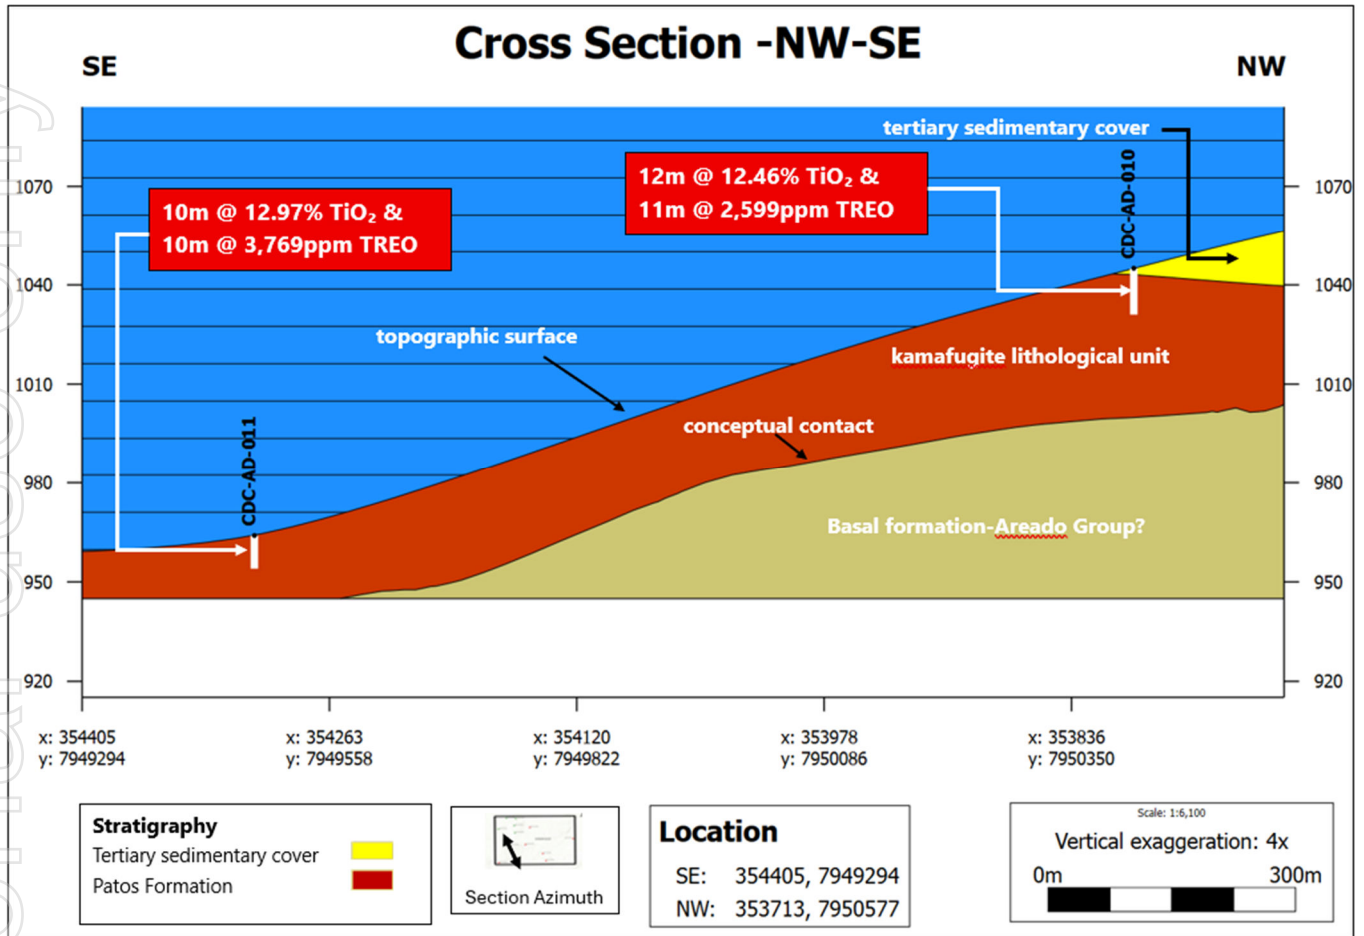 Cross Section -NW-SE
SE
NW
tertiary sedimentary cover
12m @ 12.46% TiO₂ &
11m @ 2,599ppm TREO
CDC-AD-010
10m @ 12.97% TiO₂ &
10m @ 3,769ppm TREO
1070
1070
1040
1040
topographic surface
kamafugite lithological unit
1010
1010
conceptual contact
CDC-AD-011
980
980
Basal formation-Areado Group?
950
950
920
920
x: 354405
y: 7949294
x: 354263
y: 7949558
x: 354120
y: 7949822
x: 353978
y: 7950086
x: 353836
y: 7950350
Stratigraphy
Tertiary sedimentary cover
Patos Formation
Section Azimuth
Location
SE: 354405, 7949294
NW: 353713, 7950577
Scale: 1:6,100
Vertical exaggeration: 4x
0m 300m